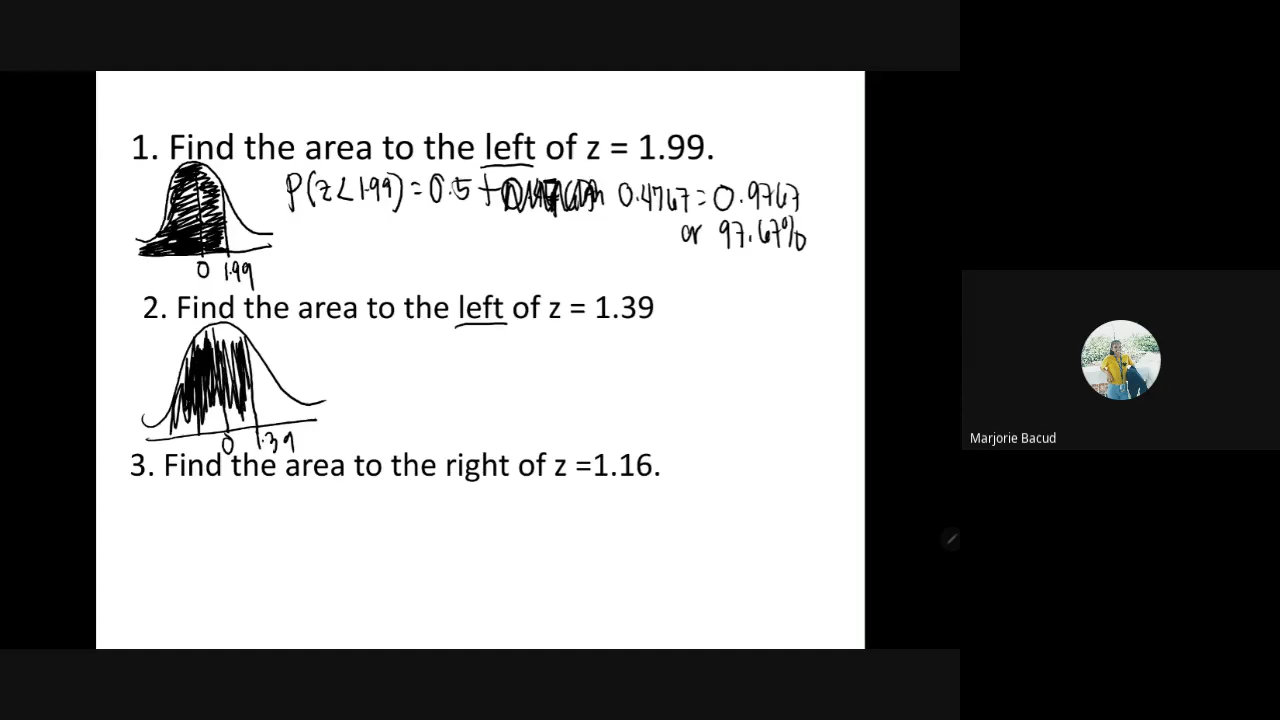 1. Find the area to the left of z = 1.99.
P(z < 1.99) = 0.5 + 0.4767 = 0.9767
or 97.67%
0 1.99
2. Find the area to the left of z = 1.39
0 1.39
3. Find the area to the right of z =1.16.
Marjorie Bacud